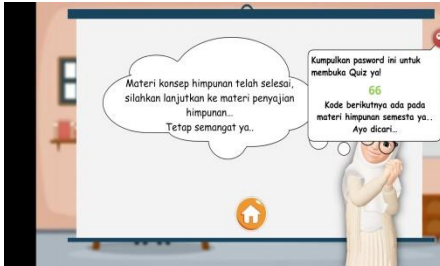 Materi konsep himpunan telah selesai,
silahkan lanjutkan ke materi penyajian
himpunan...
Tetap semangat ya..
Kumpulkan pasword ini untuk
membuka Quiz ya!
66
Kode berikutnya ada pada
materi himpunan semesta ya..
Ayo dicari...